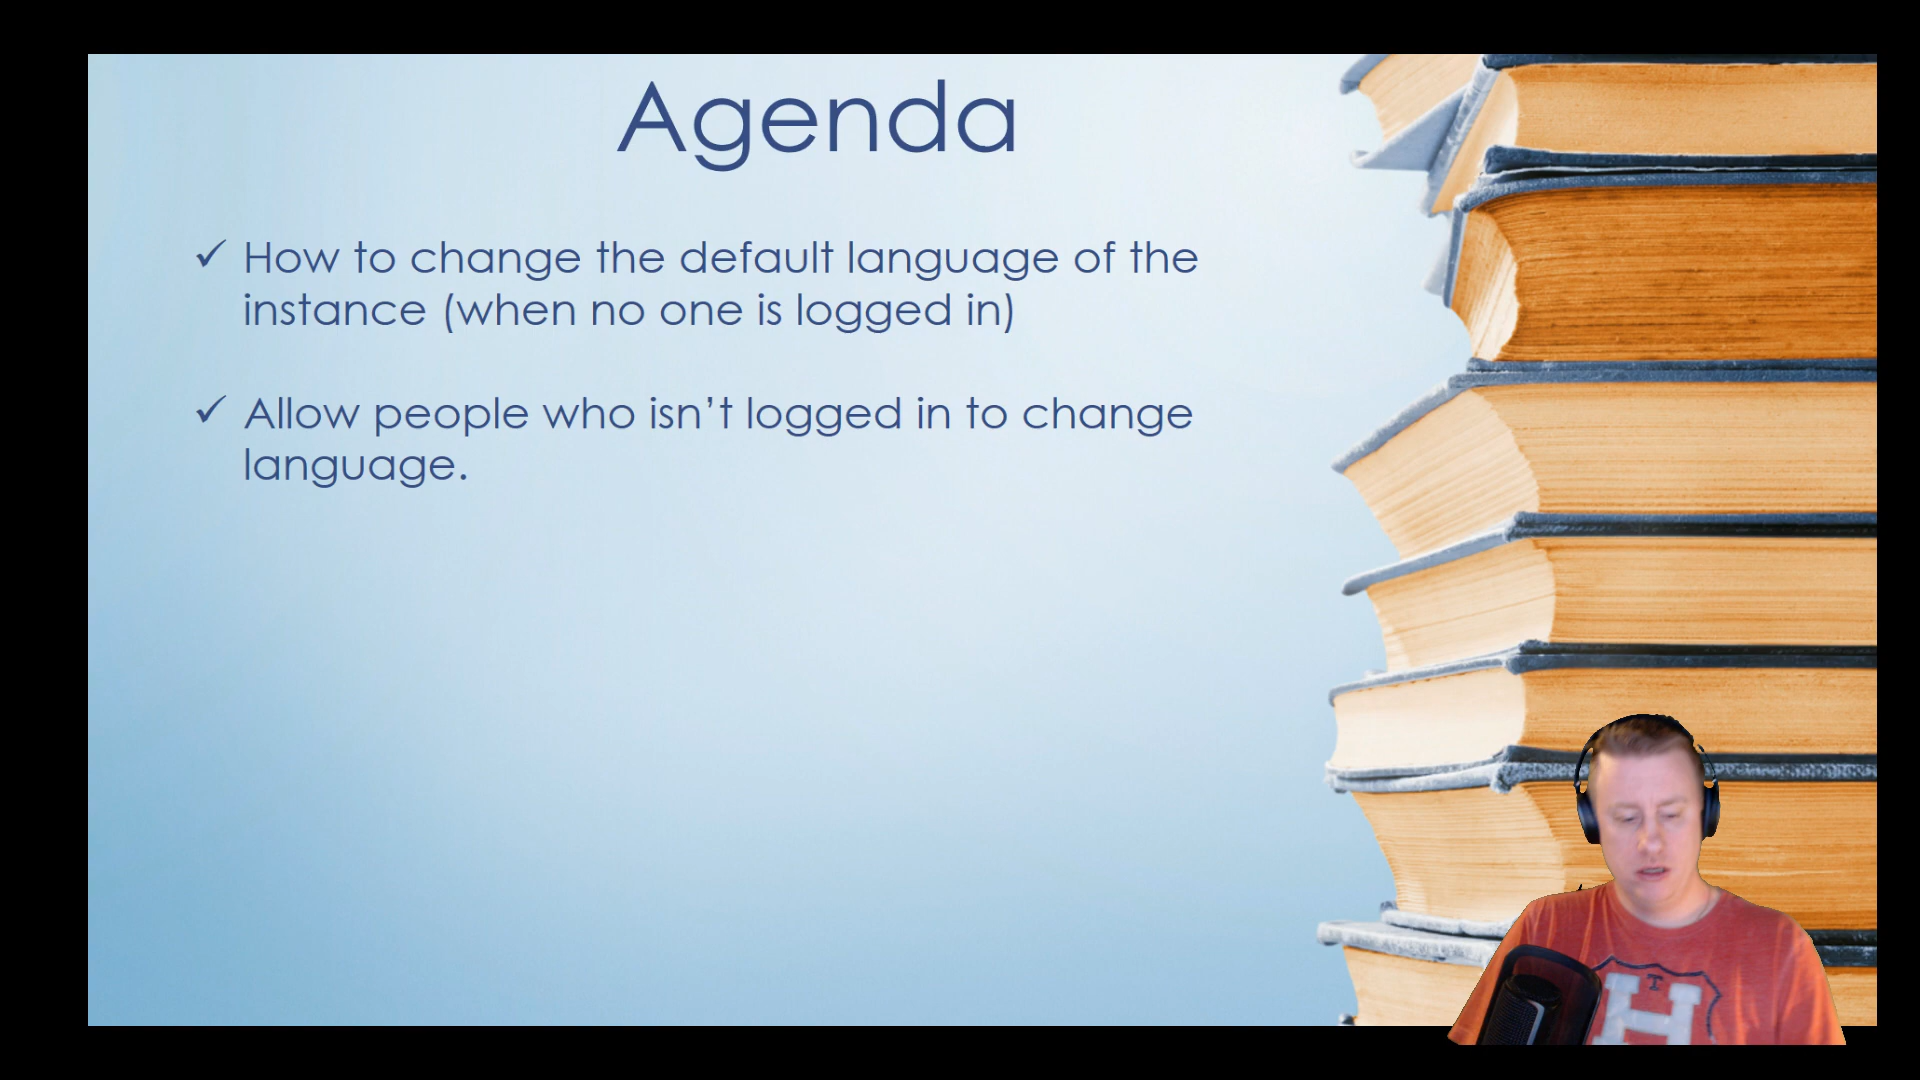 Agenda
✓ How to change the default language of the
instance (when no one is logged in)
✓ Allow people who isn’t logged in to change
language.
T
H